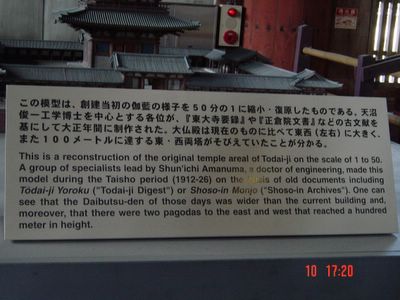 この模型は、創建当初の伽藍の様子を５０分の１に縮小・復原したものである。天沼
俊一工学博士を中心とする各位が、『東大寺要録』や『正倉院文書』などの古文献を
基にして大正年間に制作された。大仏殿は現在のものに比べて東西（左右）に大きく、
また１００メートルに達する東・西両塔がそびえていたことが分かる。
This is a reconstruction of the original temple areal of Todai-ji on the scale of 1 to 50.
A group of specialists lead by Shun'ichi Amanuma, a doctor of engineering, made this
model during the Taisho period (1912-26) on the basis of old documents including
Tōdai-ji Yoroku ("Todai-ji Digest") or Shoso-in Monjo ("Shoso-in Archives"). One can
see that the Daibutsu-den of those days was wider than the current building and,
moreover, that there were two pagodas to the east and west that reached a hundred
meter in height.
10 17:20